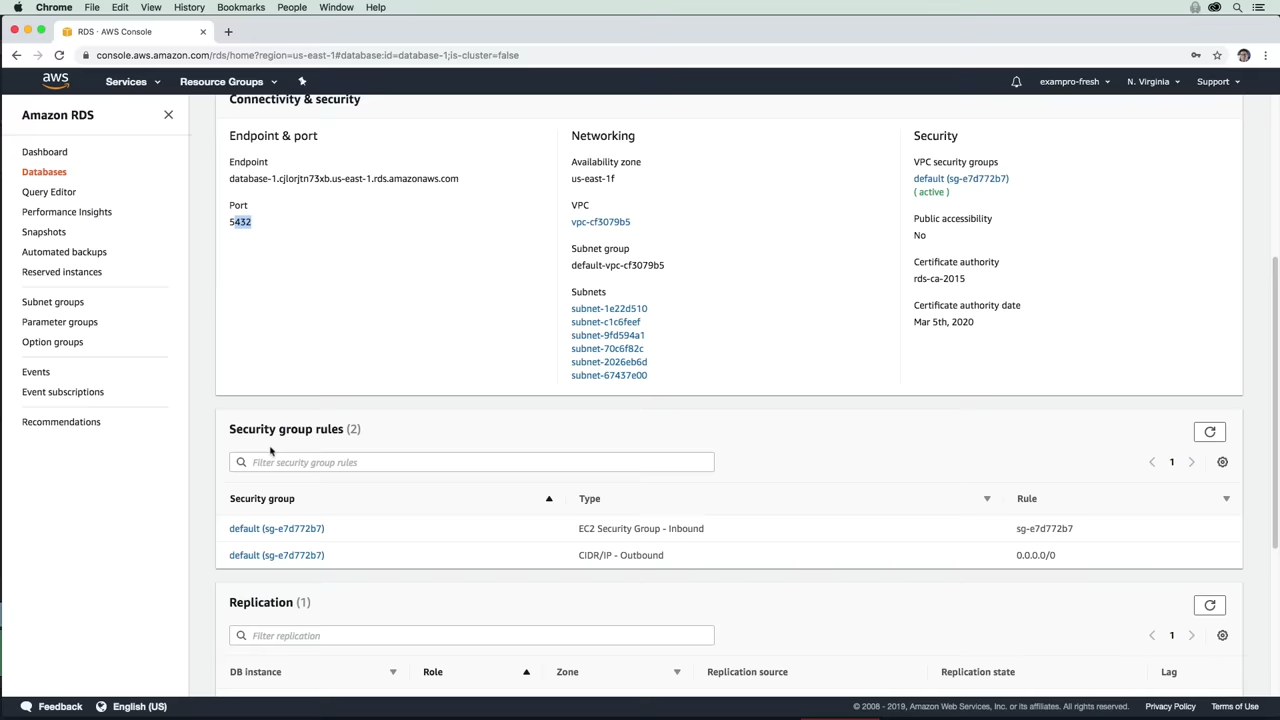 Chrome File Edit View History Bookmarks People Window Help
RDS · AWS Console
console.aws.amazon.com/rds/home?region=us-east-1#database:id=database-1;is-cluster=false
aws Services Resource Groups exampro-fresh N. Virginia Support
Amazon RDS
Dashboard
Databases
Query Editor
Performance Insights
Snapshots
Automated backups
Reserved instances
Subnet groups
Parameter groups
Option groups
Events
Event subscriptions
Recommendations
Connectivity & security
Endpoint & port
Endpoint
database-1.cjlorjtn73xb.us-east-1.rds.amazonaws.com
Port
5432
Networking
Availability zone
us-east-1f
VPC
vpc-cf3079b5
Subnet group
default-vpc-cf3079b5
Subnets
subnet-1e22d510
subnet-c1c6feef
subnet-9fd594a1
subnet-70c6f82c
subnet-2026eb6d
subnet-67437e00
Security
VPC security groups
default (sg-e7d772b7)
( active )
Public accessibility
No
Certificate authority
rds-ca-2015
Certificate authority date
Mar 5th, 2020
Security group rules (2)
Filter security group rules
1
Security group Type Rule
default (sg-e7d772b7) EC2 Security Group - Inbound sg-e7d772b7
default (sg-e7d772b7) CIDR/IP - Outbound 0.0.0.0/0
Replication (1)
Filter replication
1
DB instance Role Zone Replication source Replication state Lag
Feedback English (US) © 2008 - 2019, Amazon Web Services, Inc. or its affiliates. All rights reserved. Privacy Policy Terms of Use